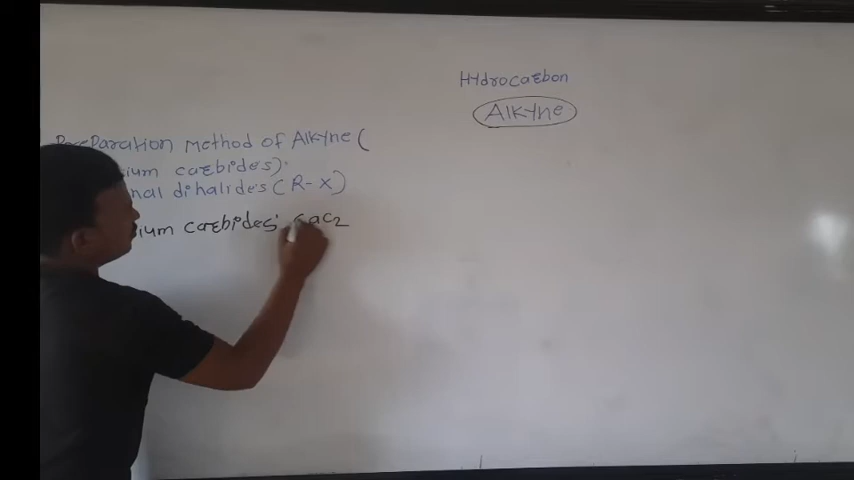 Hydrocarbon
Alkyne
Preparation method of Alkyne (
ium carbides).
nal dihalides (R-X)
ium carbides: CaC2